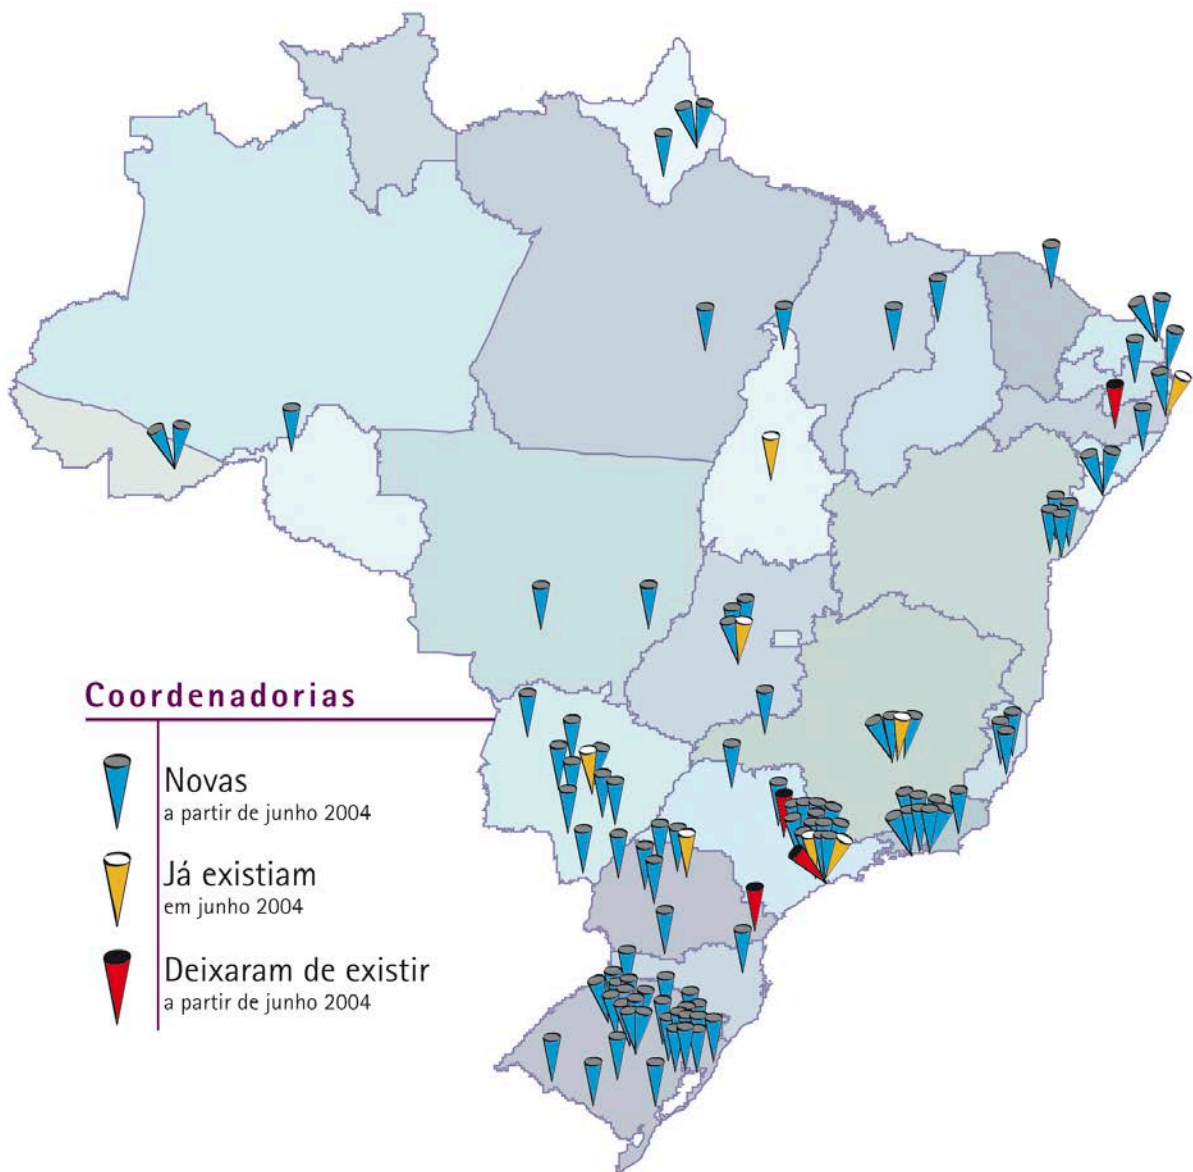 Coordenadorias
Novas
a partir de junho 2004
Já existiam
em junho 2004
Deixaram de existir
a partir de junho 2004